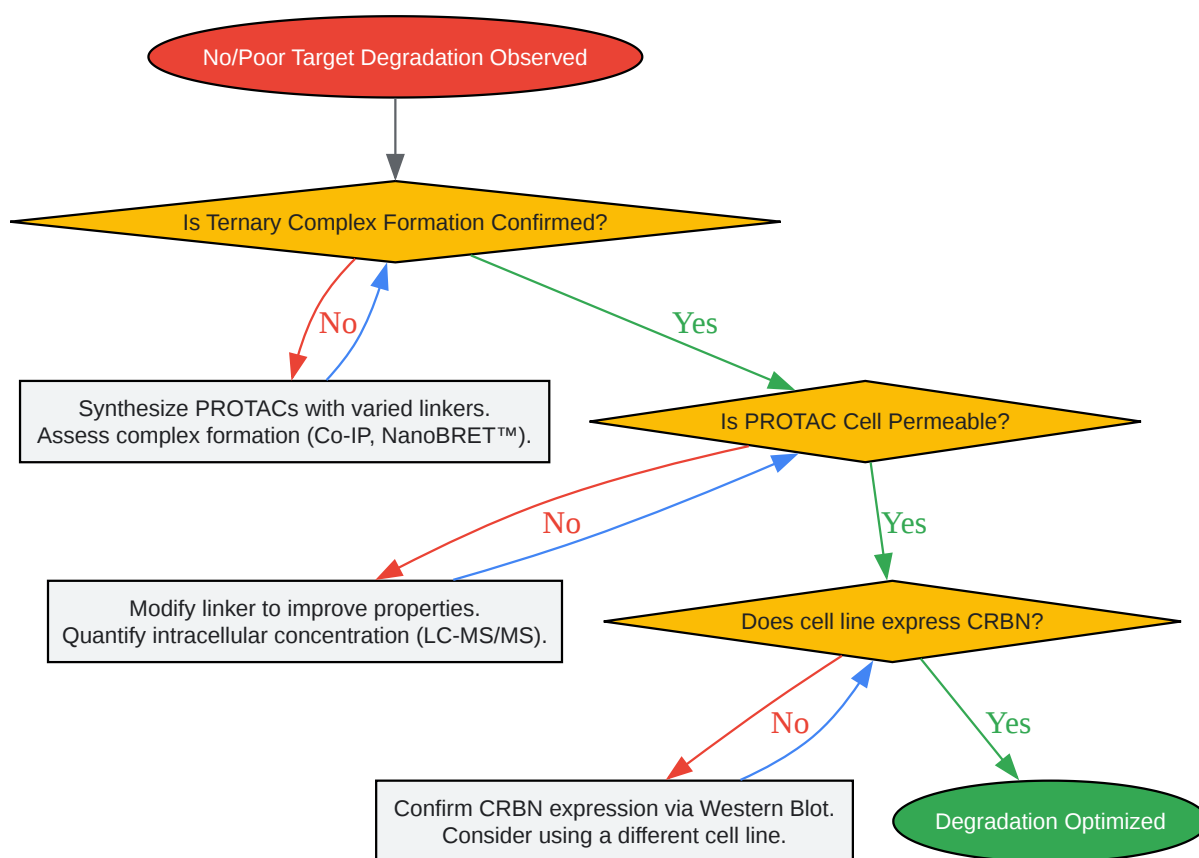 No/Poor Target Degradation Observed
Is Ternary Complex Formation Confirmed?
No
Yes
Synthesize PROTACs with varied linkers.
Assess complex formation (Co-IP, NanoBRET™).
Is PROTAC Cell Permeable?
No
Yes
Modify linker to improve properties.
Quantify intracellular concentration (LC-MS/MS).
Does cell line express CRBN?
No
Yes
Confirm CRBN expression via Western Blot.
Consider using a different cell line.
Degradation Optimized